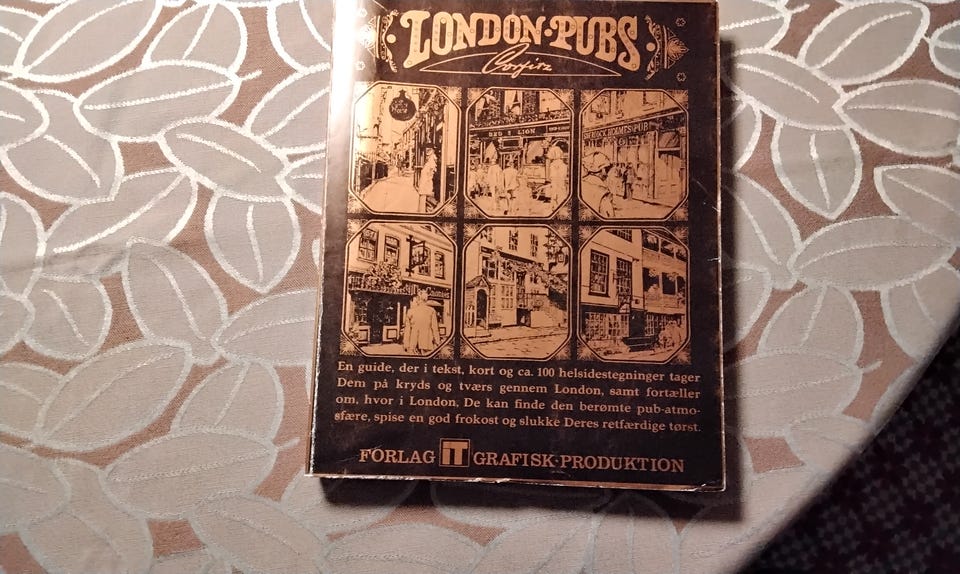 LONDON·PUBS
Corfitz
RED LION
SHERLOCK HOLMES PUB
En guide, der i tekst, kort og ca. 100 helsidestegninger tager
Dem på kryds og tværs gennem London, samt fortæller
om, hvor i London, De kan finde den berømte pub-atmo-
sfære, spise en god frokost og slukke Deres retfærdige tørst.
FORLAG IT GRAFISK·PRODUKTION